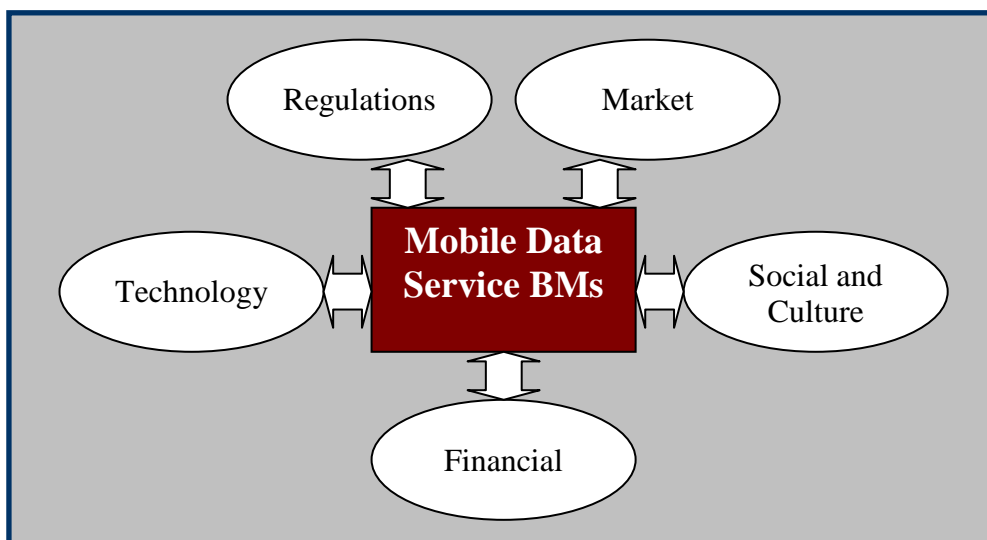 Regulations
Market
Mobile Data
Service BMs
Technology
Social and
Culture
Financial